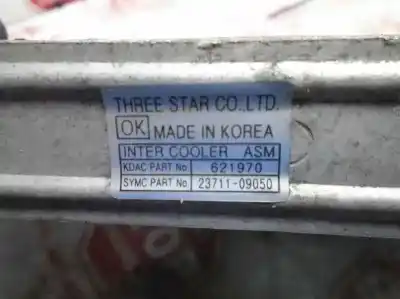 THREE STAR CO.LTD.
OK MADE IN KOREA
INTER COOLER ASM
KDAC PART No 621970
SYMC PART No 23711-09050